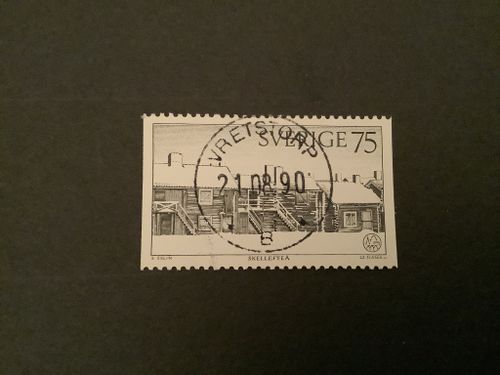 VRETSTORP
SVERIGE 75
21.08.90
SKELLEFTEÅ